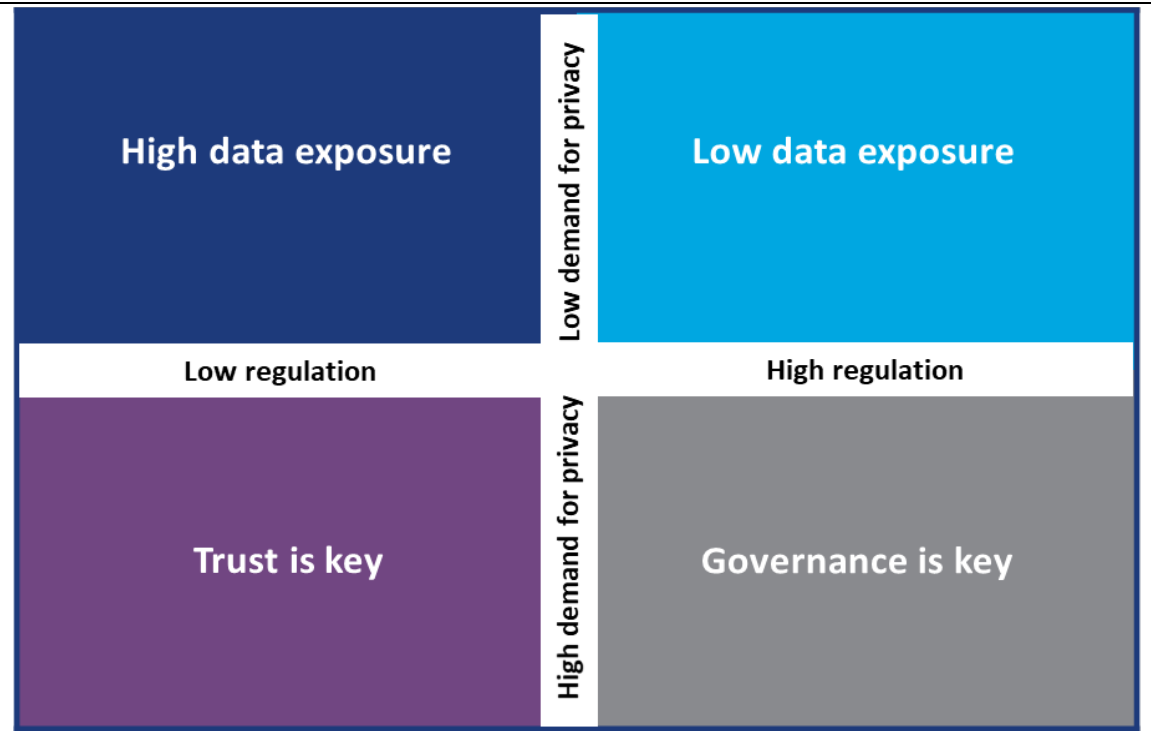 High data exposure
Low demand for privacy
Low data exposure
Low regulation
High regulation
Trust is key
High demand for privacy
Governance is key